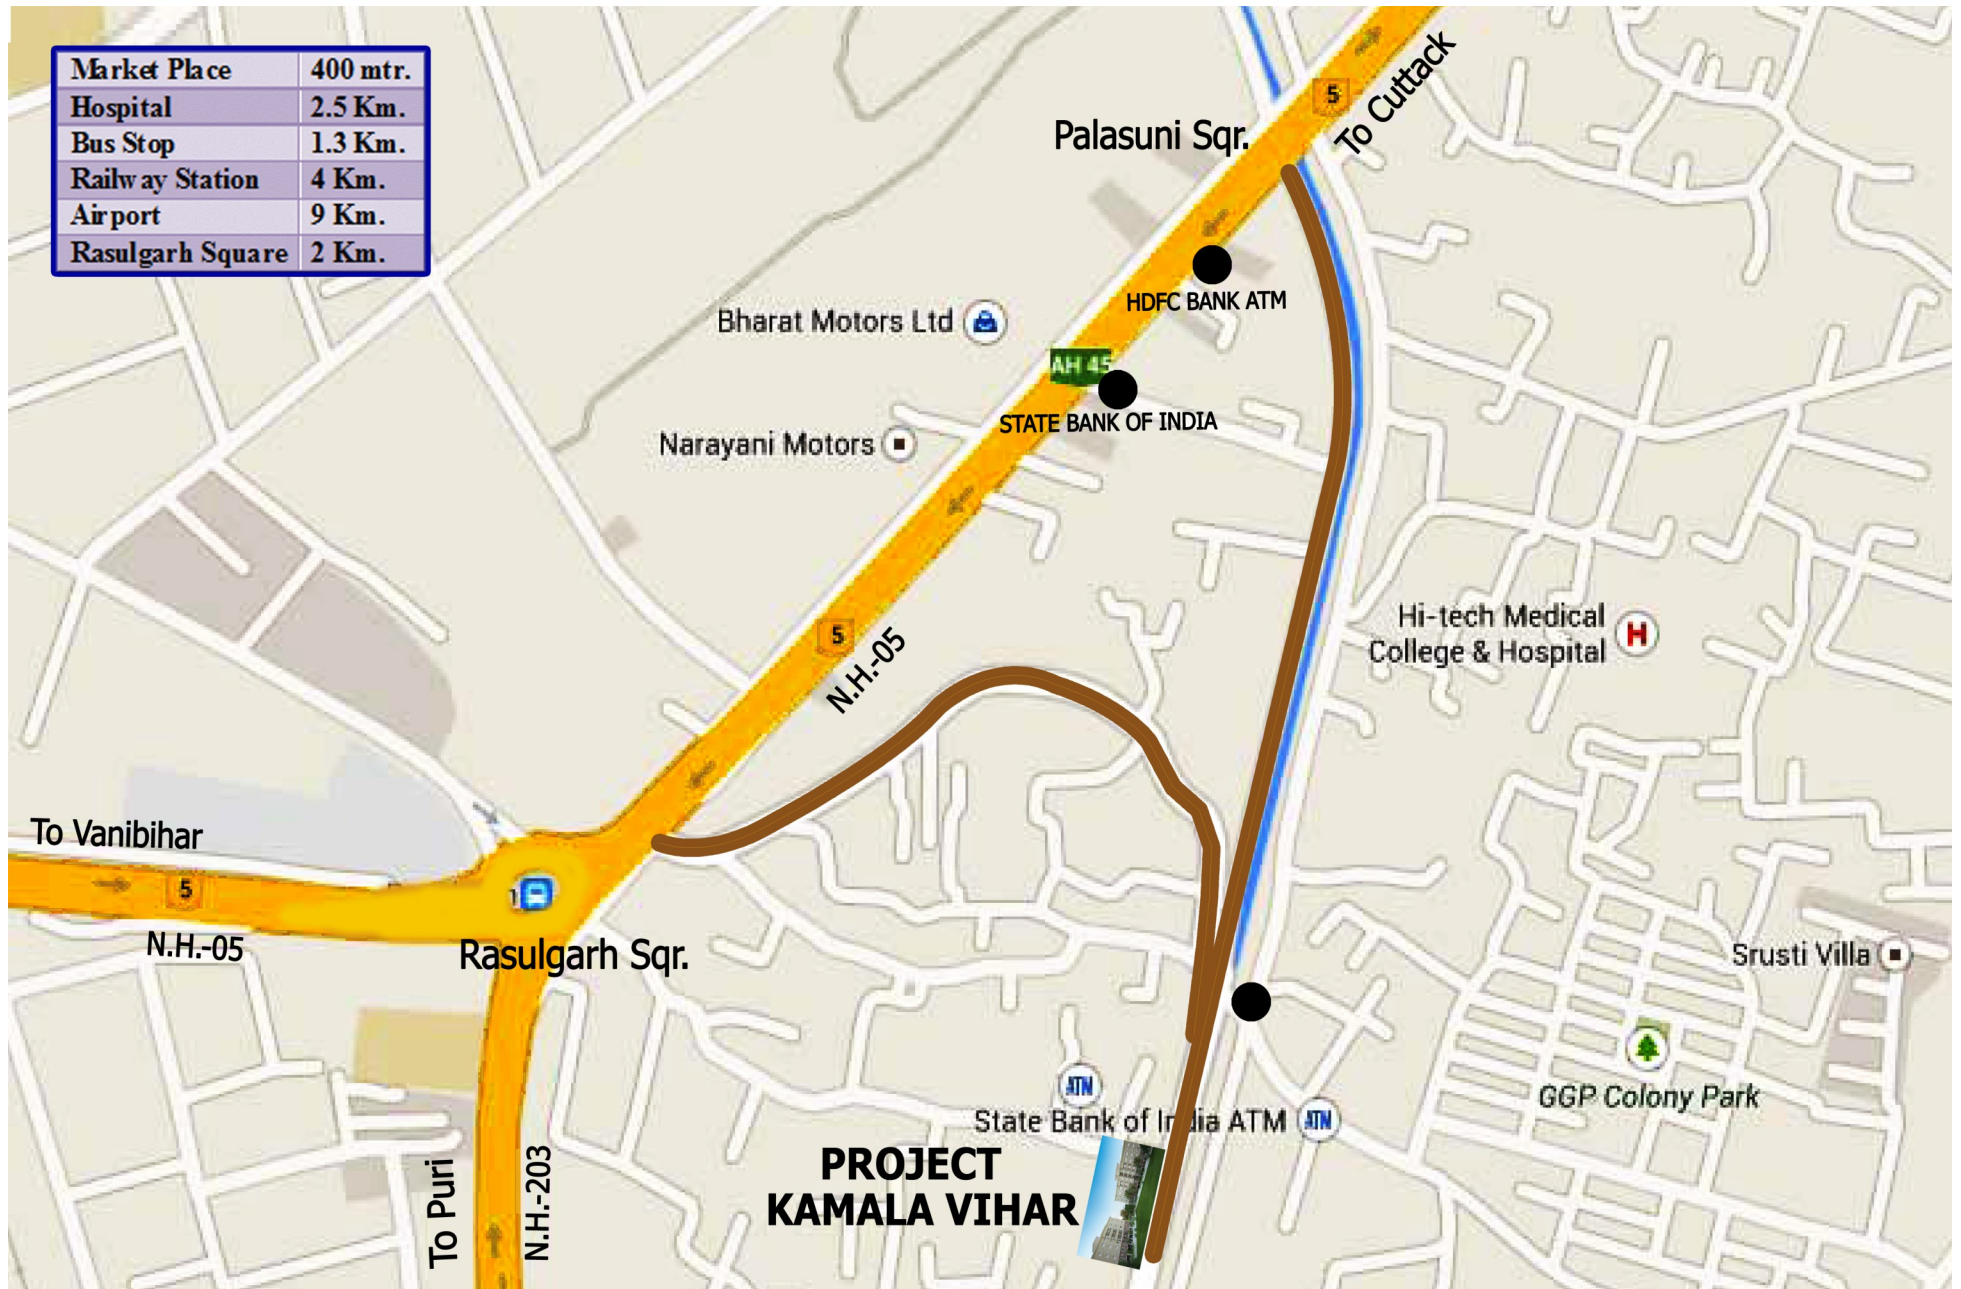 Market Place 400 mtr.
Hospital 2.5 Km.
Bus Stop 1.3 Km.
Railway Station 4 Km.
Airport 9 Km.
Rasulgarh Square 2 Km.
5
To Cuttack
Palasuni Sqr.
HDFC BANK ATM
Bharat Motors Ltd
AH 45
STATE BANK OF INDIA
Narayani Motors
5
N.H.-05
Hi-tech Medical
College & Hospital
H
To Vanibihar
5
N.H.-05
1
Rasulgarh Sqr.
Srusti Villa
GGP Colony Park
ATM
State Bank of India ATM
ATM
PROJECT
KAMALA VIHAR
To Puri
N.H.-203